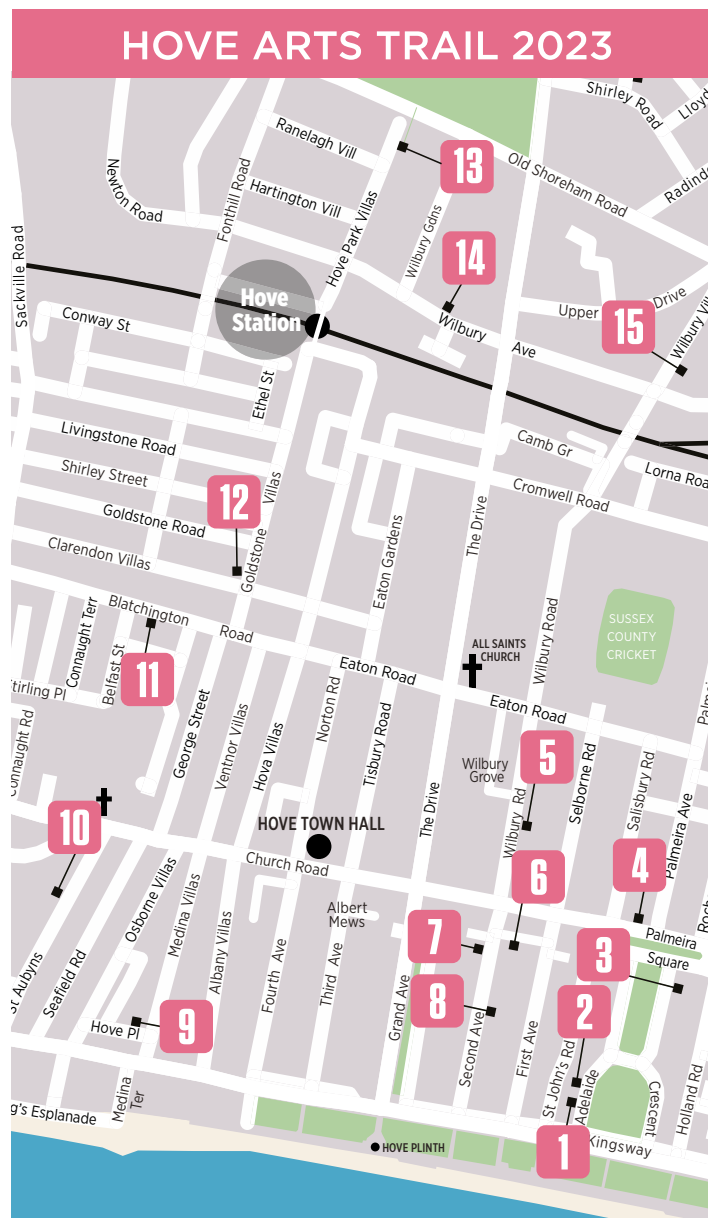 HOVE ARTS TRAIL 2023
Shirley Road
Lloyd
Ranelagh Vill
13
Old Shoreham Road
Radinde
Newton Road
Fonthill Road
Hartington Vill
Hove Park Villas
Wilbury Gdns
14
Sackville Road
Hove
Station
Upper
Drive
15
Wilbury Vill
Conway St
Wilbury
Ave
Ethel St
Livingstone Road
Camb Gr
Shirley Street
Lorna Roa
12
Villas
Cromwell Road
Goldstone Road
The Drive
Clarendon Villas
Goldstone
Eaton Gardens
Blatchington
Road
SUSSEX
COUNTY
CRICKET
Connaught Terr
Belfast St
ALL SAINTS
CHURCH
Wilbury Road
11
Eaton Road
Stirling Pl
Eaton Road
Palmei
Connaught Rd
George Street
Ventnor Villas
Hova Villas
Norton Rd
Tisbury Road
Wilbury
Grove
5
Selborne Rd
Salisbury Rd
The Drive
Wilbury Rd
Palmeira Ave
10
HOVE TOWN HALL
Church Road
6
4
Roch
Osborne Villas
Medina Villas
Albany Villas
Albert
Mews
7
Palmeira
Square
3
St Aubyns
Seafield Rd
Fourth Ave
Third Ave
Grand Ave
8
2
9
Hove Pl
Second Ave
First Ave
St John's Rd
Adelaide
Crescent
Holland Rd
Medina
Ter
g's Esplanade
1
Kingsway
HOVE PLINTH